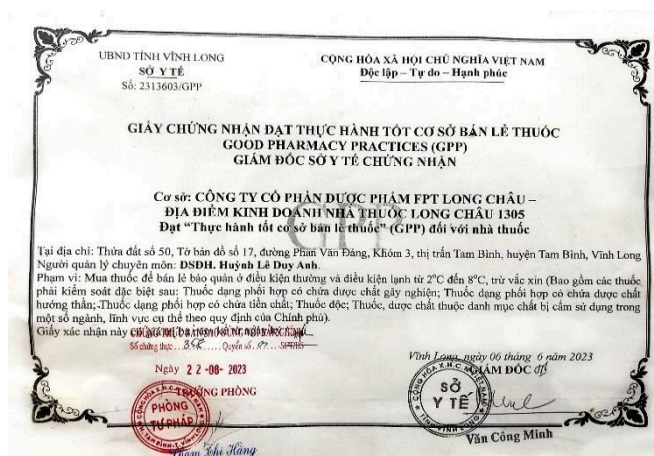 UBND TỈNH VĨNH LONG
SỞ Y TẾ
Số: 2313603/GPP
CỘNG HÒA XÃ HỘI CHỦ NGHĨA VIỆT NAM
Độc lập – Tự do – Hạnh phúc
GIẤY CHỨNG NHẬN ĐẠT THỰC HÀNH TỐT CƠ SỞ BÁN LẺ THUỐC
GOOD PHARMACY PRACTICES (GPP)
GIÁM ĐỐC SỞ Y TẾ CHỨNG NHẬN
Cơ sở: CÔNG TY CỔ PHẦN DƯỢC PHẨM FPT LONG CHÂU –
ĐỊA ĐIỂM KINH DOANH NHÀ THUỐC LONG CHÂU 1305
Đạt “Thực hành tốt cơ sở bán lẻ thuốc” (GPP) đối với nhà thuốc
GPP
Tại địa chỉ: Thửa đất số 50, Tờ bản đồ số 17, đường Phan Văn Đáng, Khóm 3, thị trấn Tam Bình, huyện Tam Bình, Vĩnh Long
Người quản lý chuyên môn: DSDH. Huỳnh Lê Duy Anh.
Phạm vi: Mua thuốc để bán lẻ bảo quản ở điều kiện thường và điều kiện lạnh từ 2°C đến 8°C, trừ vắc xin (Bao gồm các thuốc
phải kiểm soát đặc biệt sau: Thuốc dạng phối hợp có chứa dược chất gây nghiện; Thuốc dạng phối hợp có chứa dược chất
hướng thần; Thuốc dạng phối hợp có chứa tiền chất; Thuốc độc; Thuốc, dược chất thuộc danh mục chất bị cấm sử dụng trong
một số ngành, lĩnh vực cụ thể theo quy định của Chính phủ).
Giấy xác nhận này có
Số chứng thực 358 Quyển số
Ngày 22-08-2023
TRƯỞNG PHÒNG
PHÒNG
TƯ PHÁP
Phạm Thị Hằng
Vĩnh Long, ngày 06 tháng 6 năm 2023
GIÁM ĐỐC
SỞ
Y TẾ
Văn Công Minh